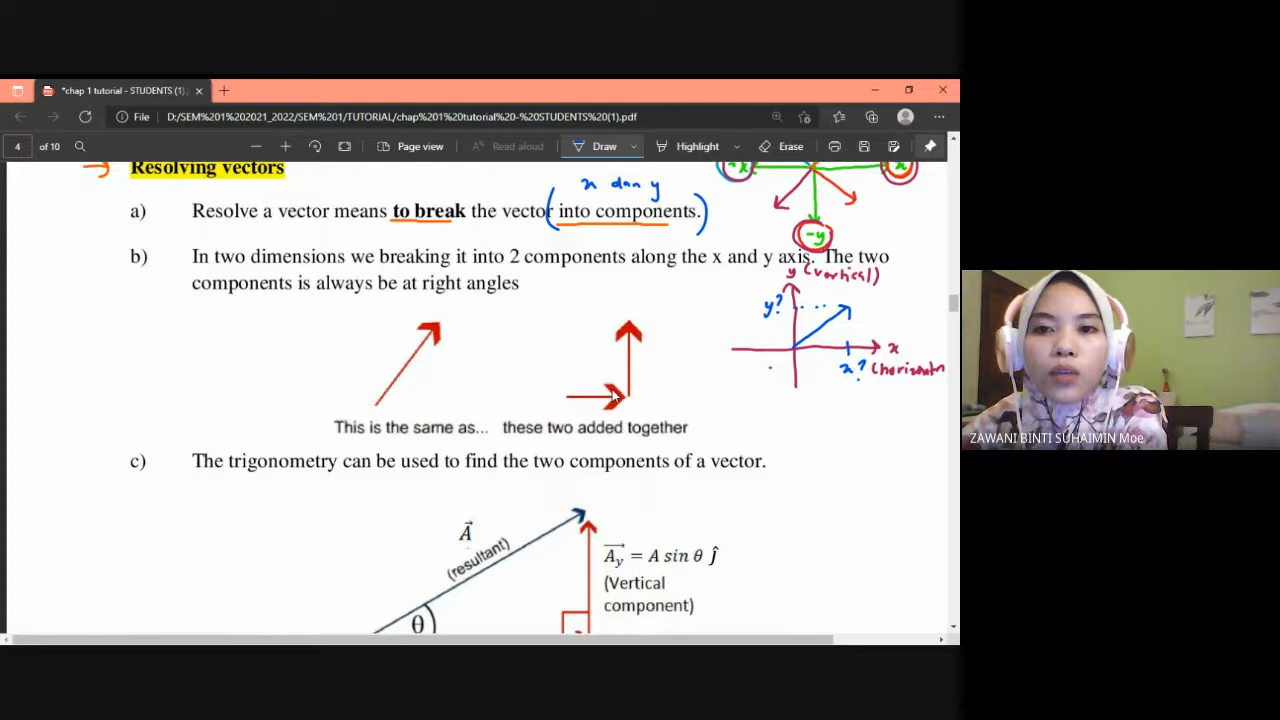 *chap 1 tutorial - STUDENTS (1).
File D:/SEM%201%202021_2022/SEM%201/TUTORIAL/chap%201%20tutorial%20-%20STUDENTS%20(1).pdf
4 of 10 Page view Read aloud Draw Highlight Erase
Resolving vectors
-x x
x dan y
a) Resolve a vector means to break the vector into components.
-y
b) In two dimensions we breaking it into 2 components along the x and y axis. The two
components is always be at right angles
y (vertical)
y?
x
x? (horizontal
This is the same as... these two added together
c) The trigonometry can be used to find the two components of a vector.
A⃗
(resultant)
A⃗y = A sin θ ĵ
(Vertical
component)
θ
ZAWANI BINTI SUHAIMIN Moe